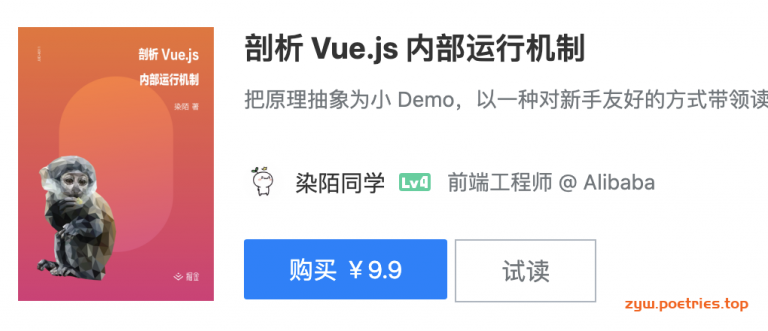 剖析 Vue.js
内部运行机制
染陌 著
掘金
剖析 Vue.js 内部运行机制
把原理抽象为小 Demo，以一种对新手友好的方式带领读
染陌同学 Lv4 前端工程师 @ Alibaba
购买 ￥9.9
试读
zyw.poetries.top